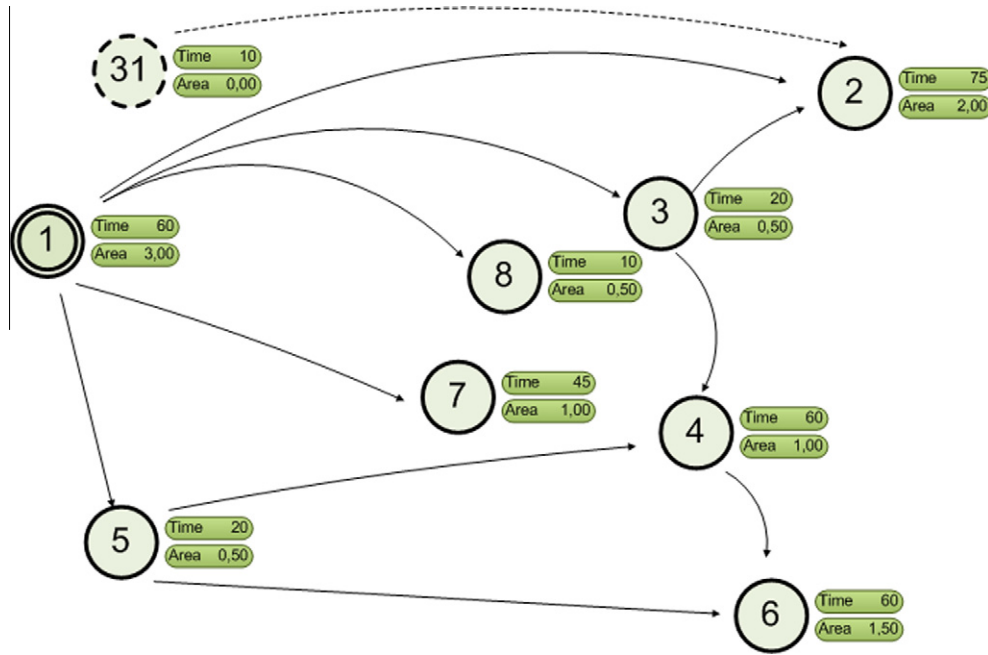 31
Time 10
Area 0,00
2
Time 75
Area 2,00
1
Time 60
Area 3,00
3
Time 20
Area 0,50
8
Time 10
Area 0,50
7
Time 45
Area 1,00
4
Time 60
Area 1,00
5
Time 20
Area 0,50
6
Time 60
Area 1,50